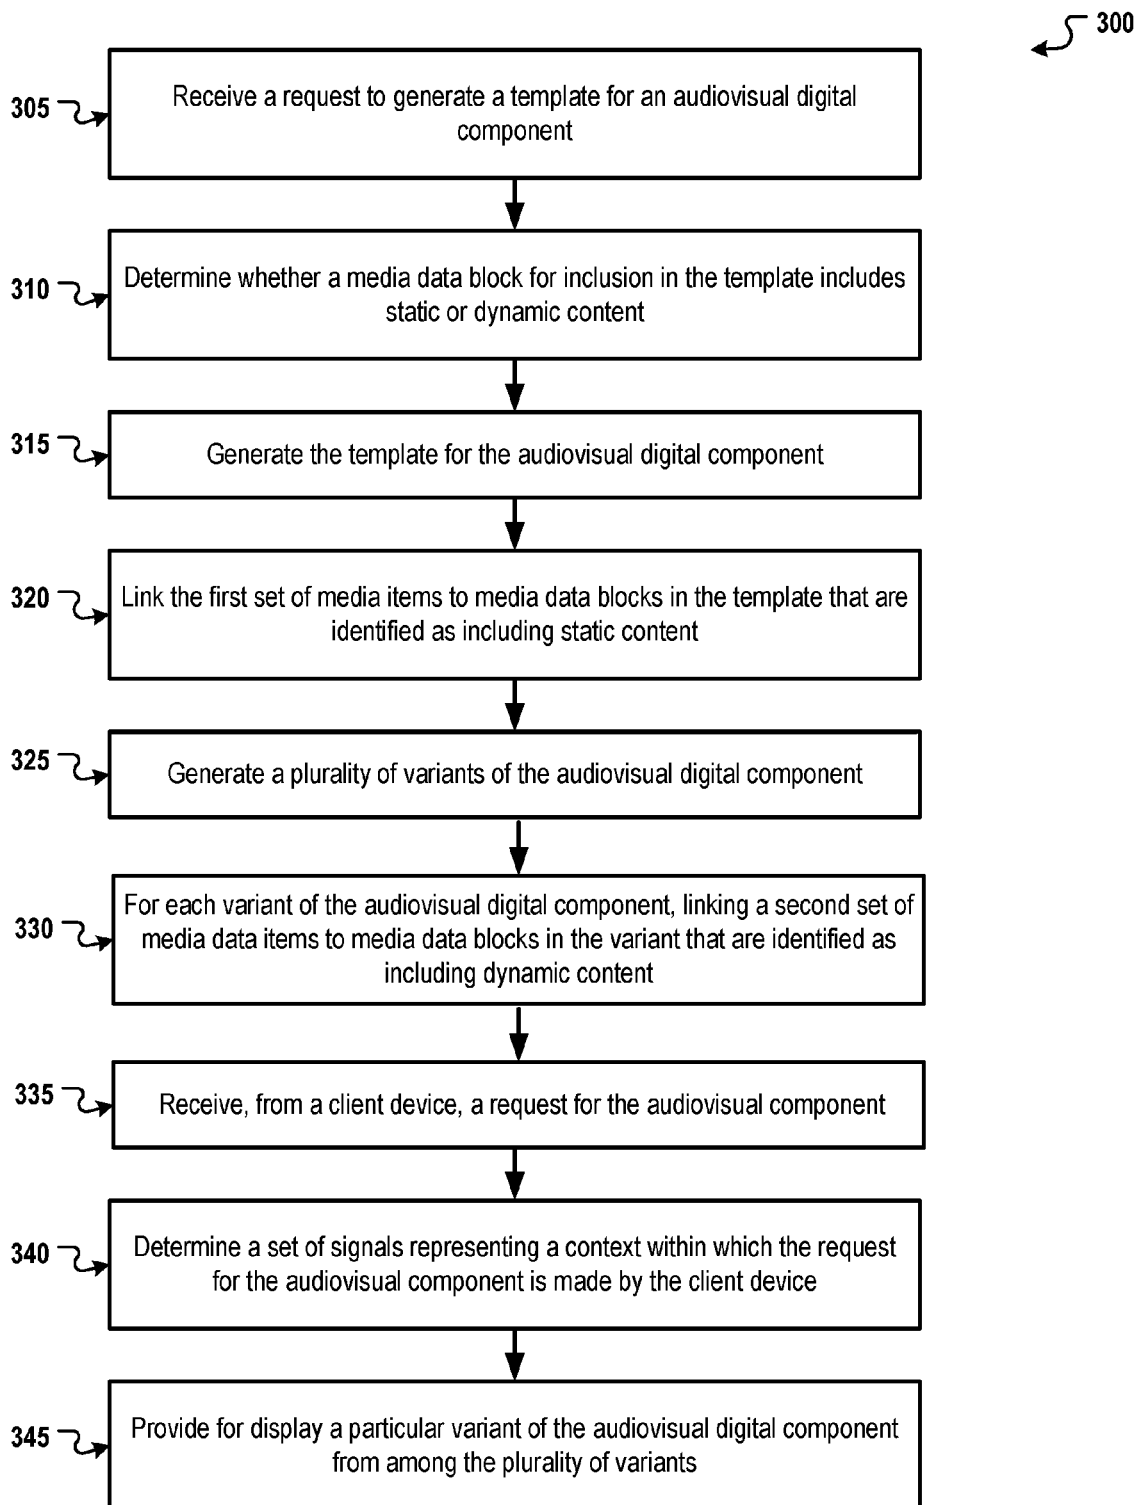 300
305
Receive a request to generate a template for an audiovisual digital
component
310
Determine whether a media data block for inclusion in the template includes
static or dynamic content
315
Generate the template for the audiovisual digital component
320
Link the first set of media items to media data blocks in the template that are
identified as including static content
325
Generate a plurality of variants of the audiovisual digital component
330
For each variant of the audiovisual digital component, linking a second set of
media data items to media data blocks in the variant that are identified as
including dynamic content
335
Receive, from a client device, a request for the audiovisual component
340
Determine a set of signals representing a context within which the request
for the audiovisual component is made by the client device
345
Provide for display a particular variant of the audiovisual digital component
from among the plurality of variants